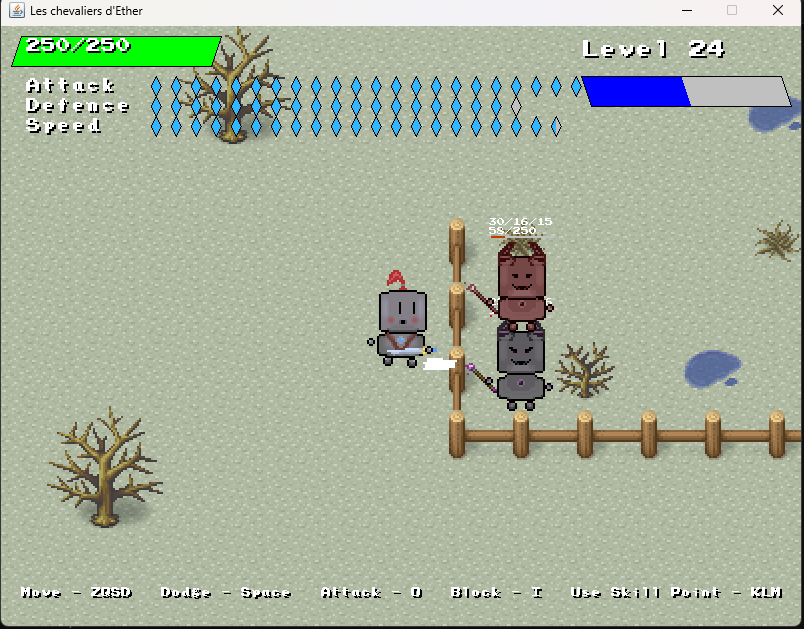 Les chevaliers d'Ether
250/250
Level 24
Attack
Defence
Speed
30/16/15
58/250
Move - ZQSD Dodge - Space Attack - O Block - I Use Skill Point - KLM